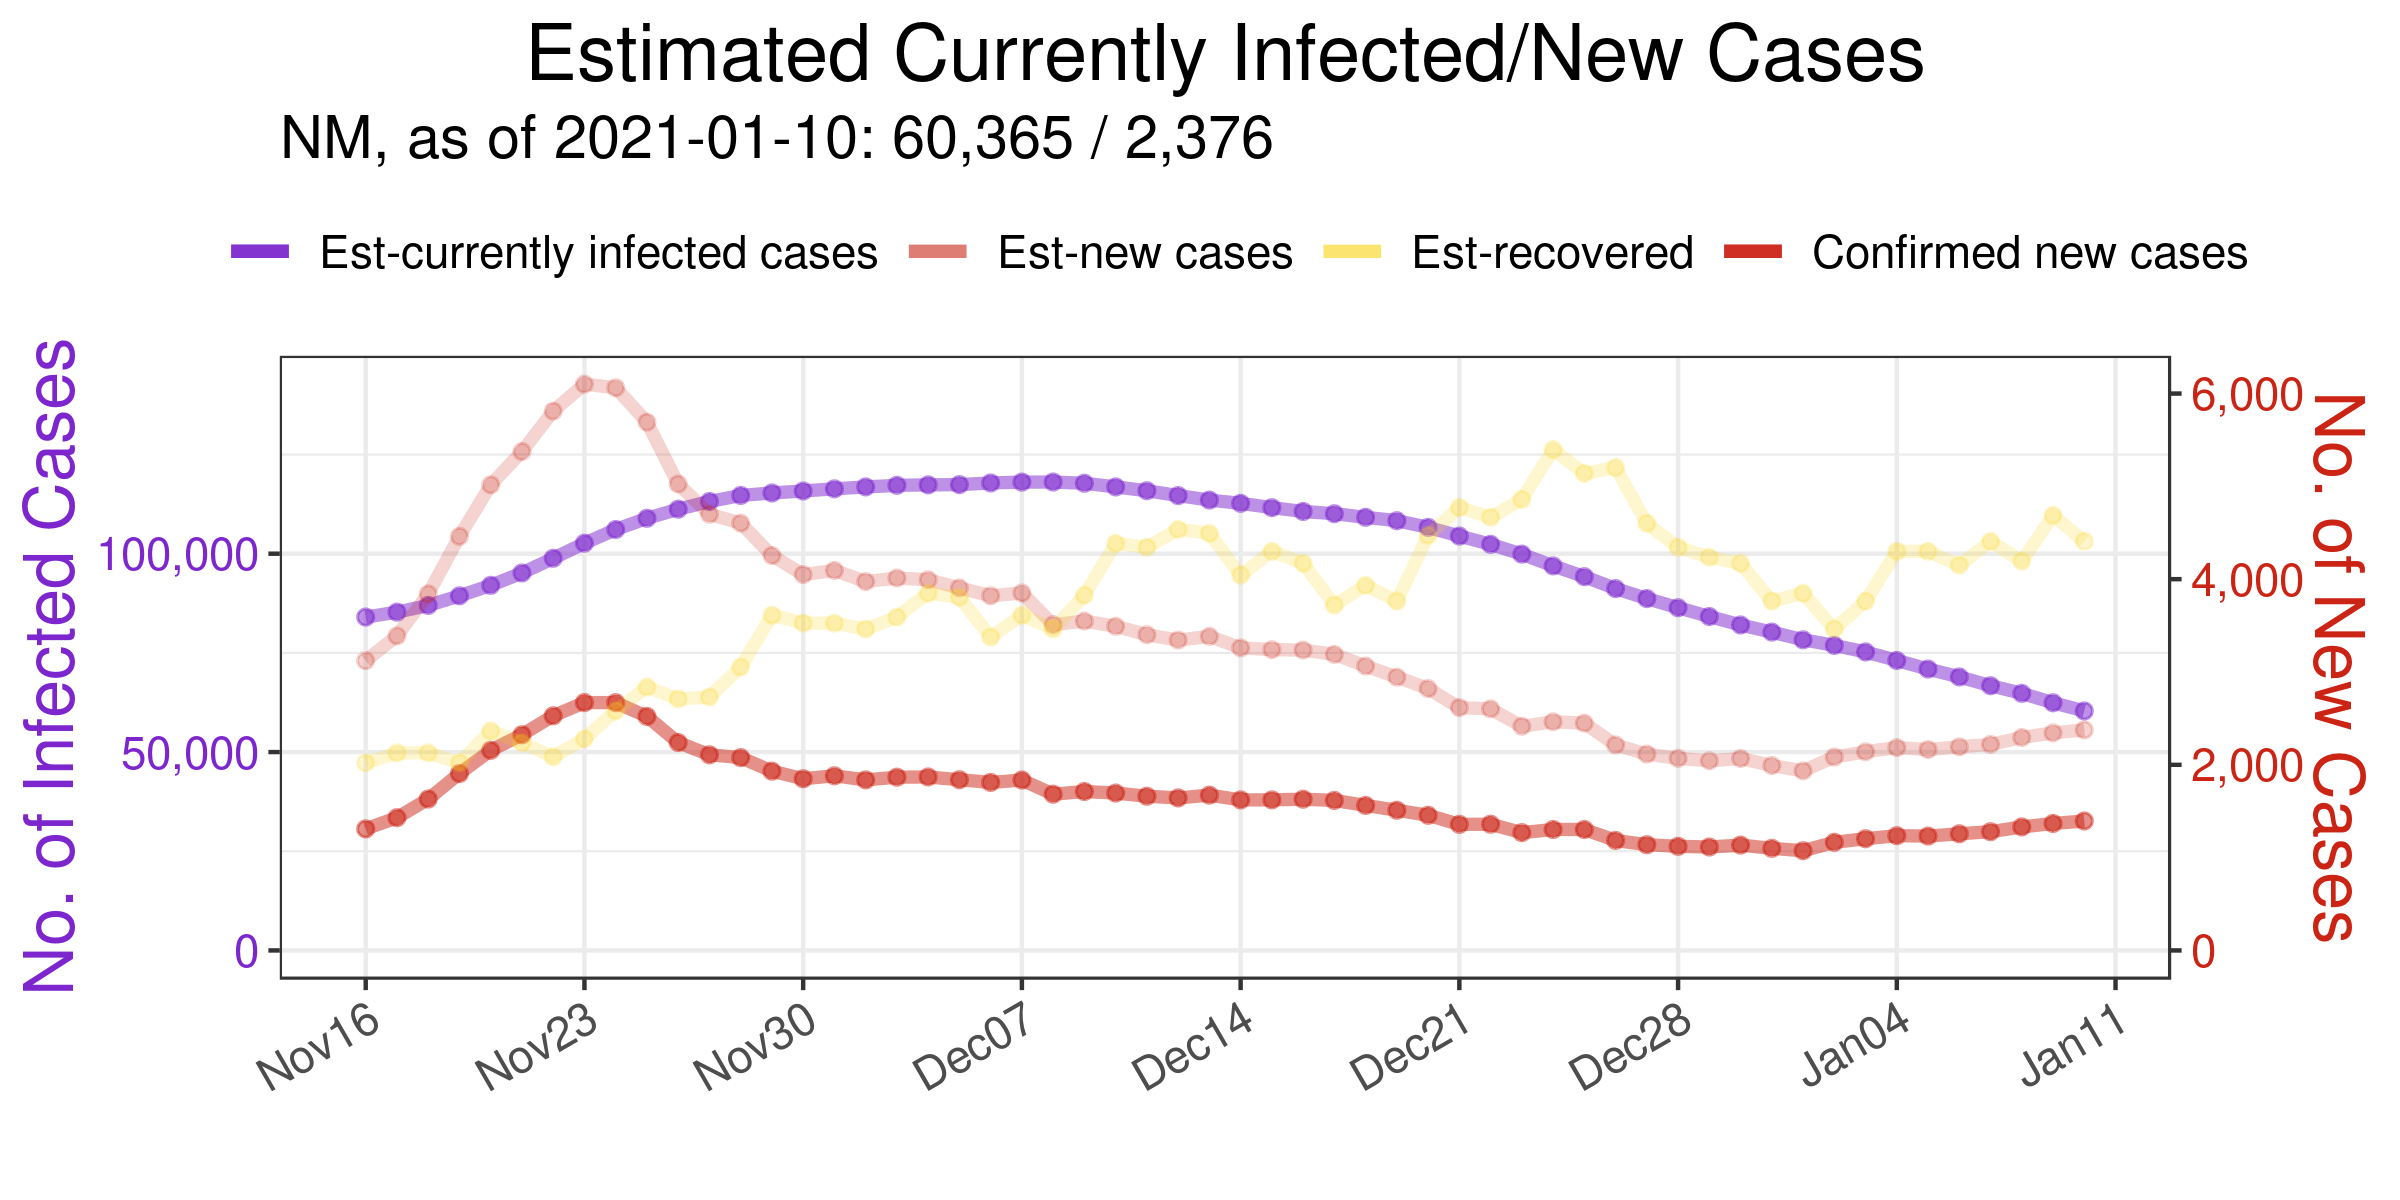 Estimated Currently Infected/New Cases
NM, as of 2021-01-10: 60,365 / 2,376
Est-currently infected cases Est-new cases Est-recovered Confirmed new cases
No. of Infected Cases
100,000
50,000
0
6,000
4,000
2,000
0
No. of New Cases
Nov16 Nov23 Nov30 Dec07 Dec14 Dec21 Dec28 Jan04 Jan11